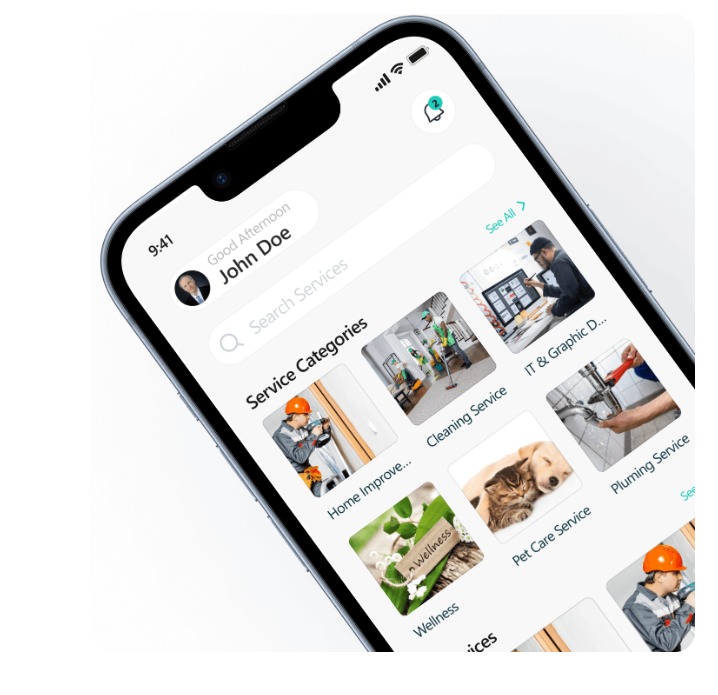 9:41
2
Good Afternoon
John Doe
Search Services
Service Categories
See All
Home Improve...
Cleaning Service
IT & Graphic D...
Wellness
Wellness
Pet Care Service
Pluming Service
See
ices